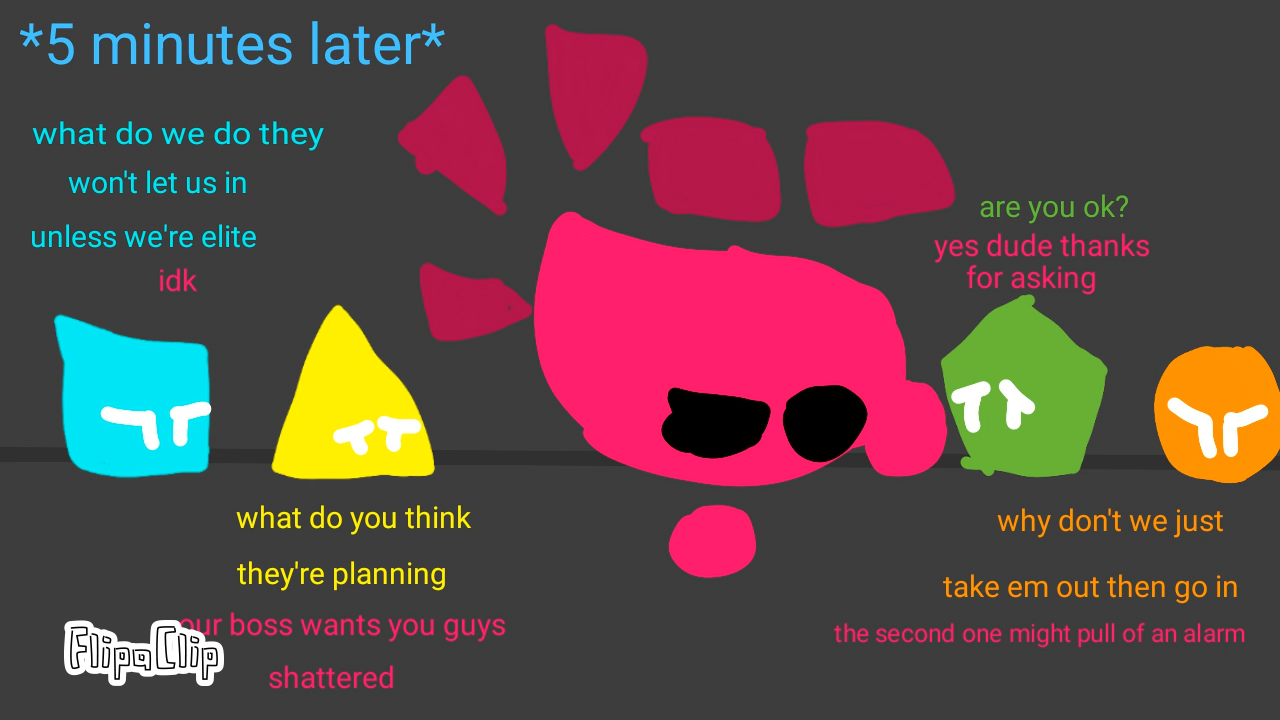 *5 minutes later*
what do we do they
won't let us in
unless we're elite
idk
are you ok?
yes dude thanks
for asking
what do you think
they're planning
our boss wants you guys
shattered
why don't we just
take em out then go in
the second one might pull of an alarm
FlipaClip